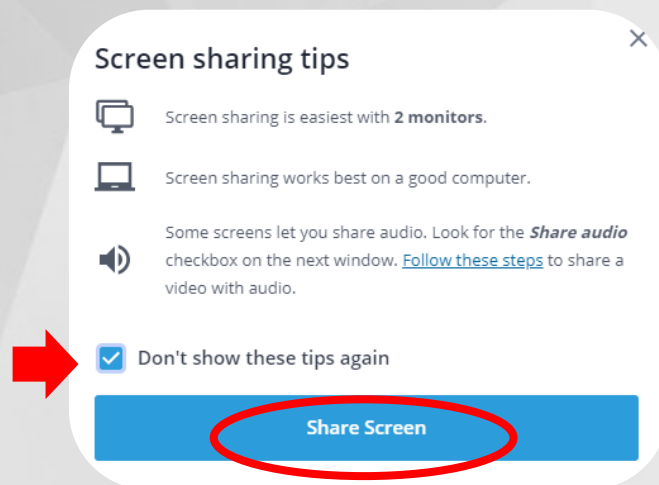 Screen sharing tips
Screen sharing is easiest with 2 monitors.
Screen sharing works best on a good computer.
Some screens let you share audio. Look for the Share audio
checkbox on the next window. Follow these steps to share a
video with audio.
Don't show these tips again
Share Screen